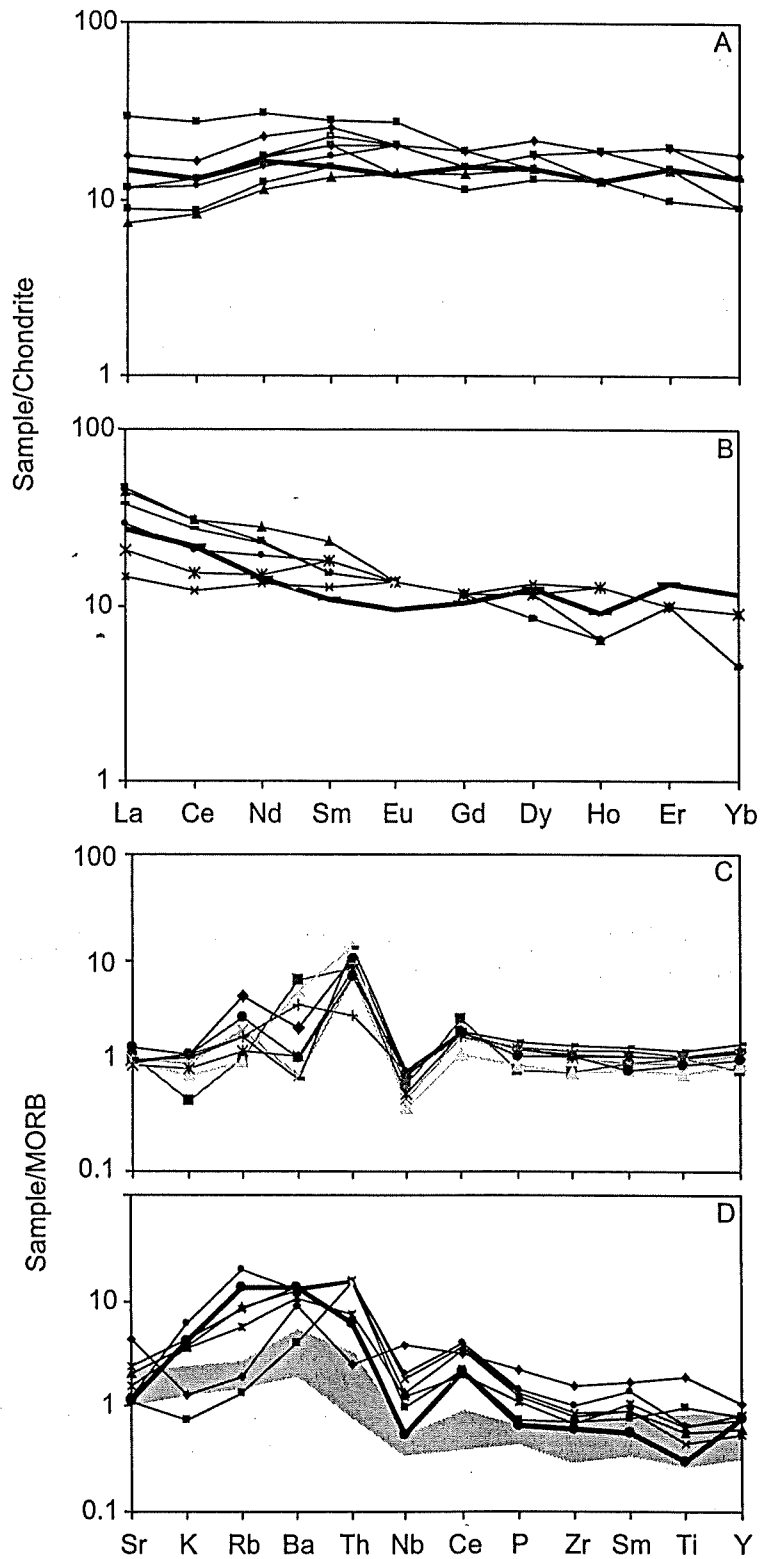 100
A
10
1
Sample/Chondrite
100
B
10
1
La Ce Nd Sm Eu Gd Dy Ho Er Yb
100
C
10
1
0.1
Sample/MORB
D
10
1
0.1
Sr K Rb Ba Th Nb Ce P Zr Sm Ti Y